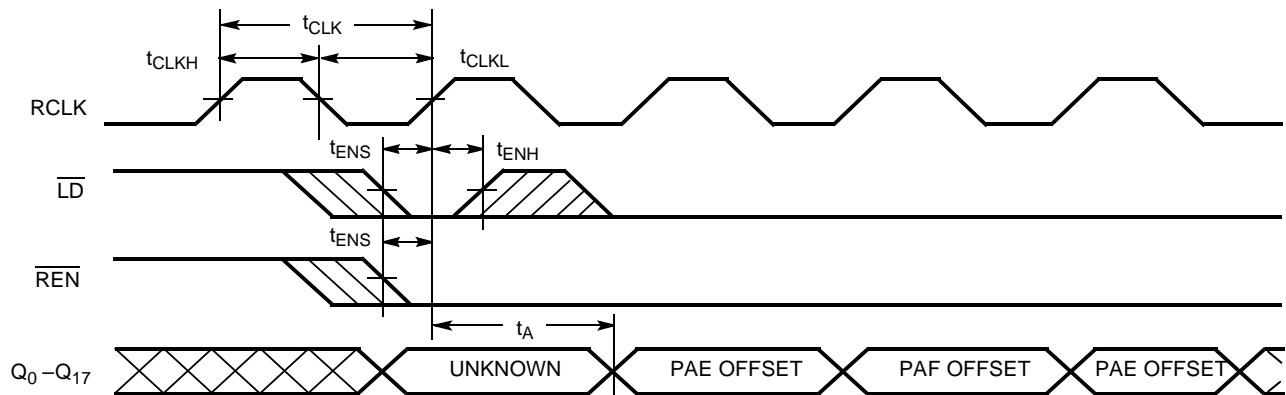 tCLK
tCLKH
tCLKL
RCLK
tENS
tENH
LD
tENS
REN
tA
Q0 –Q17
UNKNOWN
PAE OFFSET
PAF OFFSET
PAE OFFSET